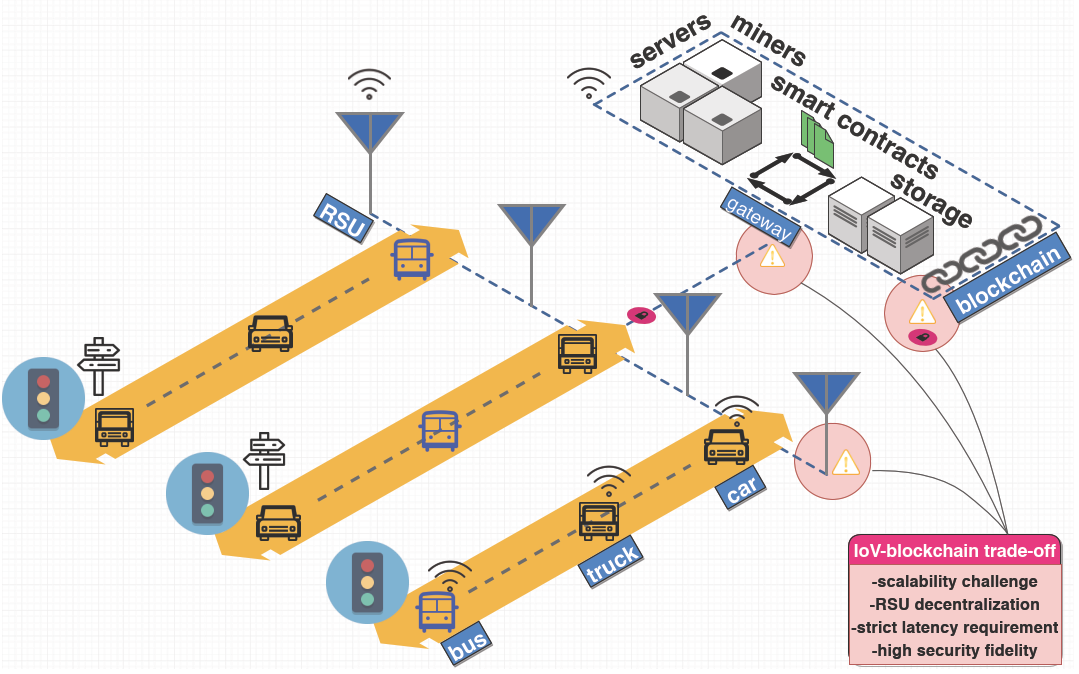 servers
miners
smart contracts
storage
gateway
blockchain
RSU
car
truck
bus
IoV-blockchain trade-off
-scalability challenge
-RSU decentralization
-strict latency requirement
-high security fidelity